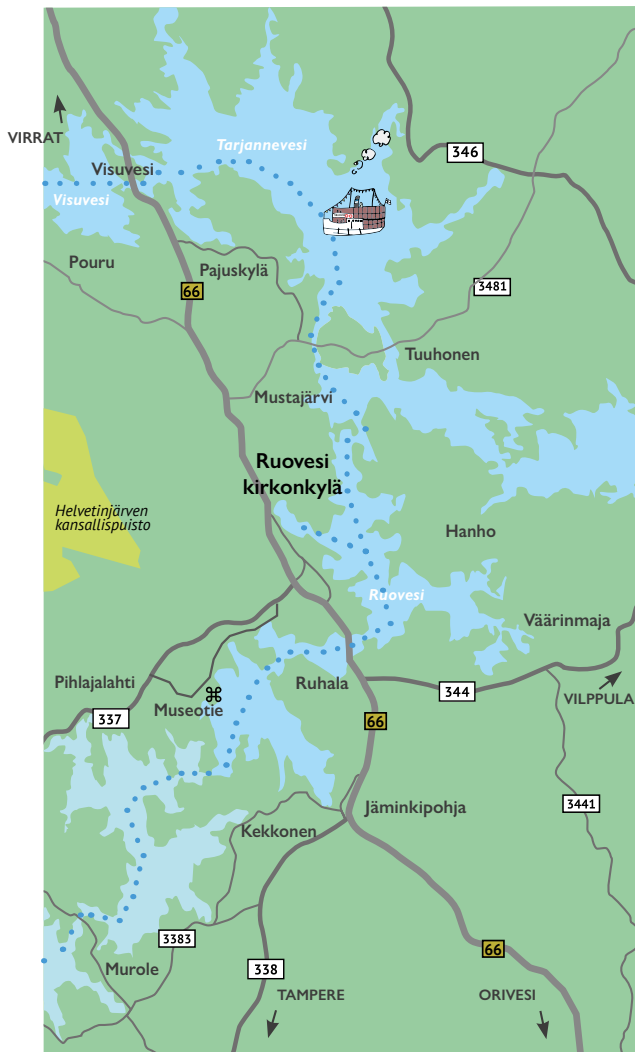 VIRRAT
Tarjannevesi
346
Visuvesi
Visuvesi
Pouru
Pajuskylä
66
3481
Tuuhonen
Mustajärvi
Ruovesi
kirkonkylä
Helvetinjärven
kansallispuisto
Hanho
Ruovesi
Väärinmaja
Pihlajalahti
Ruhala
344
VILPPULA
337
Museotie
66
3441
Jäminkipohja
Kekkonen
3383
66
Murole
338
TAMPERE
ORIVESI